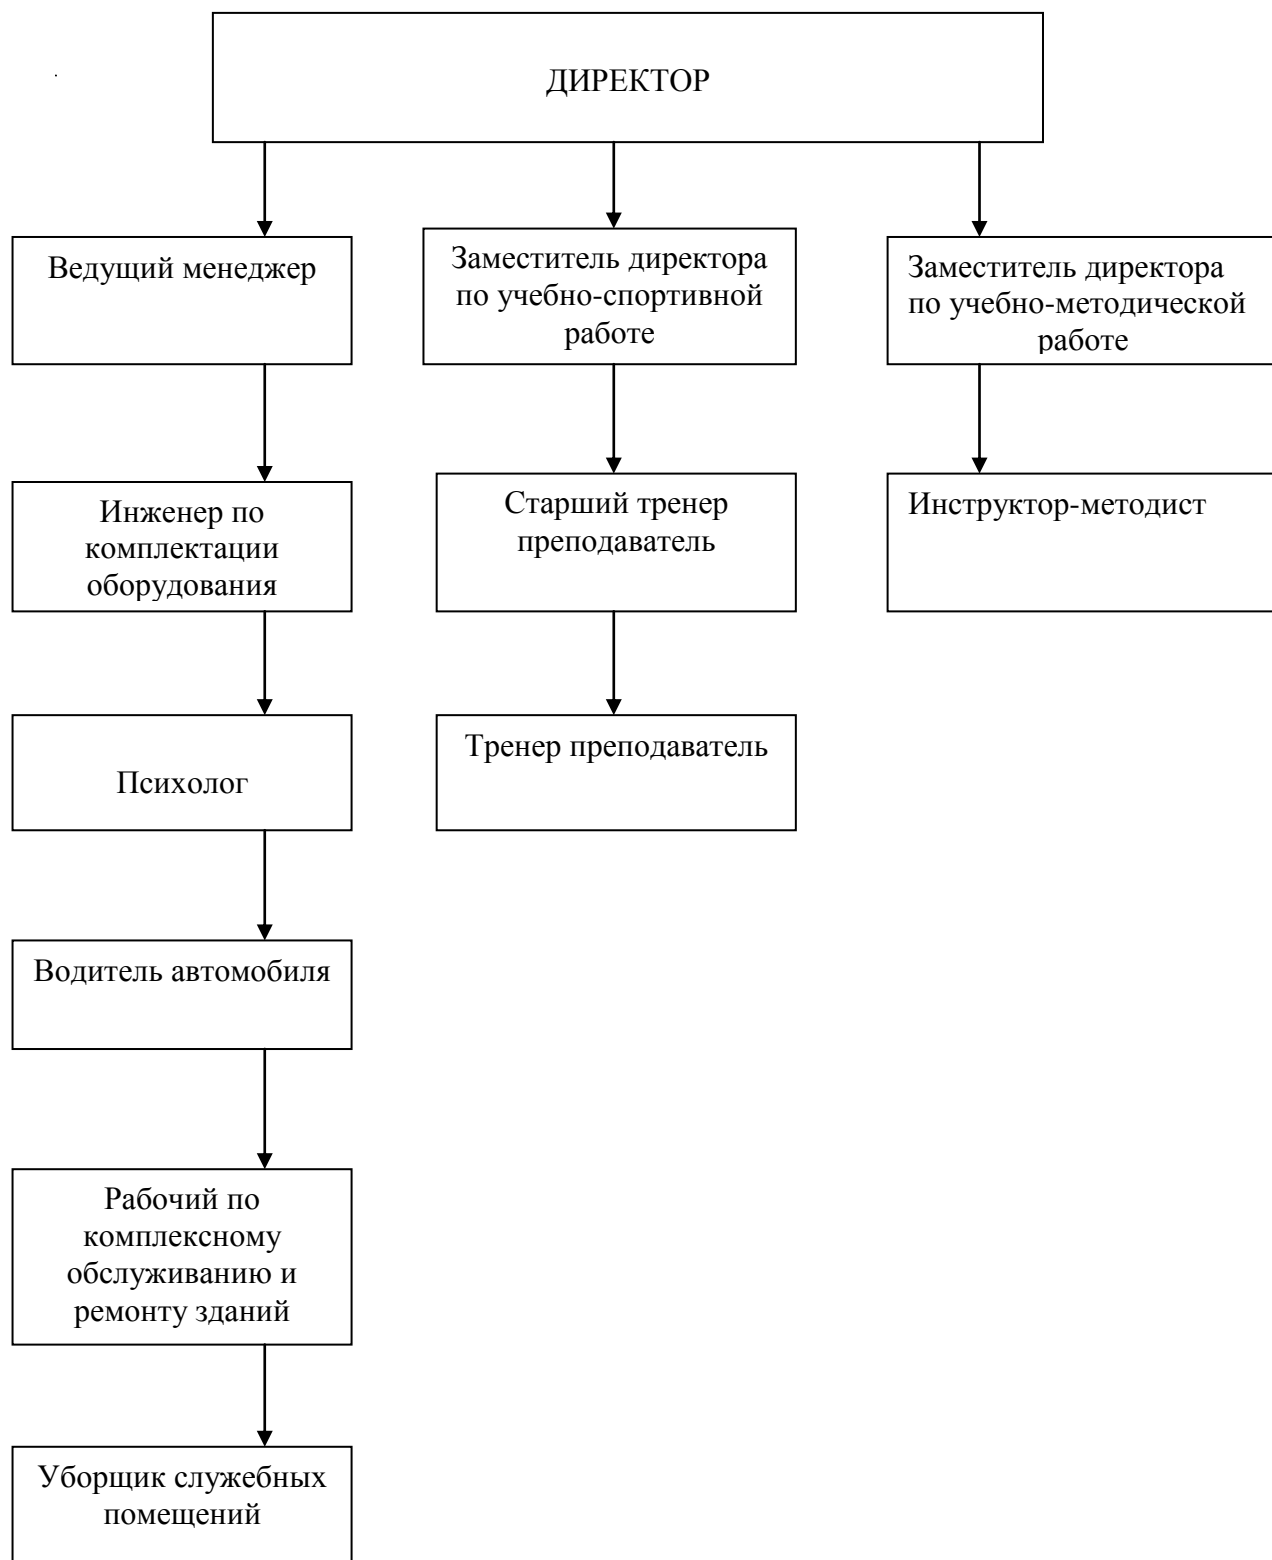 ДИРЕКТОР
Ведущий менеджер
Заместитель директора
по учебно-спортивной
работе
Заместитель директора
по учебно-методической
работе
Инженер по
комплектации
оборудования
Старший тренер
преподаватель
Инструктор-методист
Психолог
Тренер преподаватель
Водитель автомобиля
Рабочий по
комплексному
обслуживанию и
ремонту зданий
Уборщик служебных
помещений